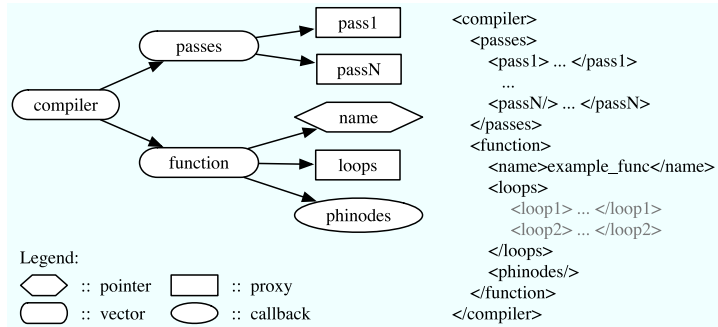 compiler
passes
function
pass1
passN
name
loops
phinodes
Legend:
:: pointer
:: proxy
:: vector
:: callback
<compiler>
<passes>
<pass1> ... </pass1>
...
<passN/> ... </passN>
</passes>
<function>
<name>example_func</name>
<loops>
<loop1> ... </loop1>
<loop2> ... </loop2>
</loops>
<phinodes/>
</function>
</compiler>